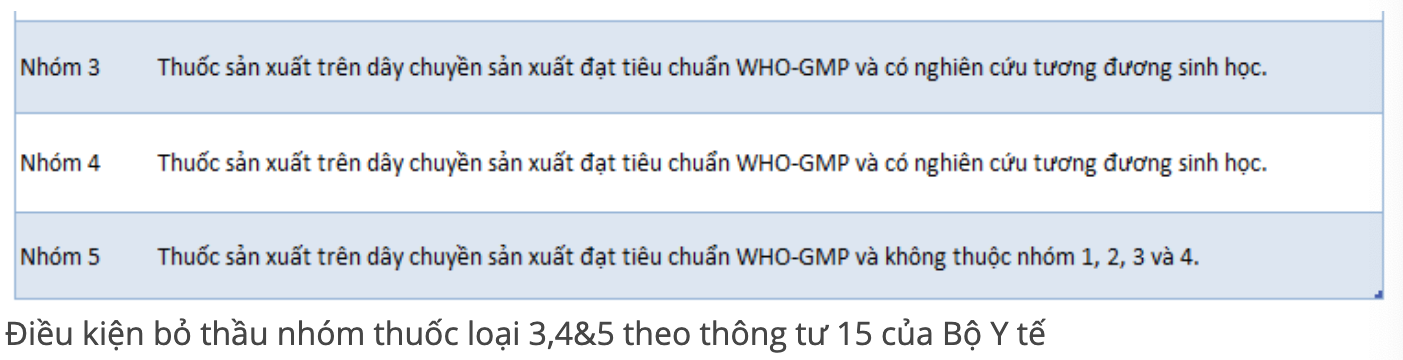 Nhóm 3 Thuốc sản xuất trên dây chuyền sản xuất đạt tiêu chuẩn WHO-GMP và có nghiên cứu tương đương sinh học.
Nhóm 4 Thuốc sản xuất trên dây chuyền sản xuất đạt tiêu chuẩn WHO-GMP và có nghiên cứu tương đương sinh học.
Nhóm 5 Thuốc sản xuất trên dây chuyền sản xuất đạt tiêu chuẩn WHO-GMP và không thuộc nhóm 1, 2, 3 và 4.
Điều kiện bỏ thầu nhóm thuốc loại 3,4&5 theo thông tư 15 của Bộ Y tế